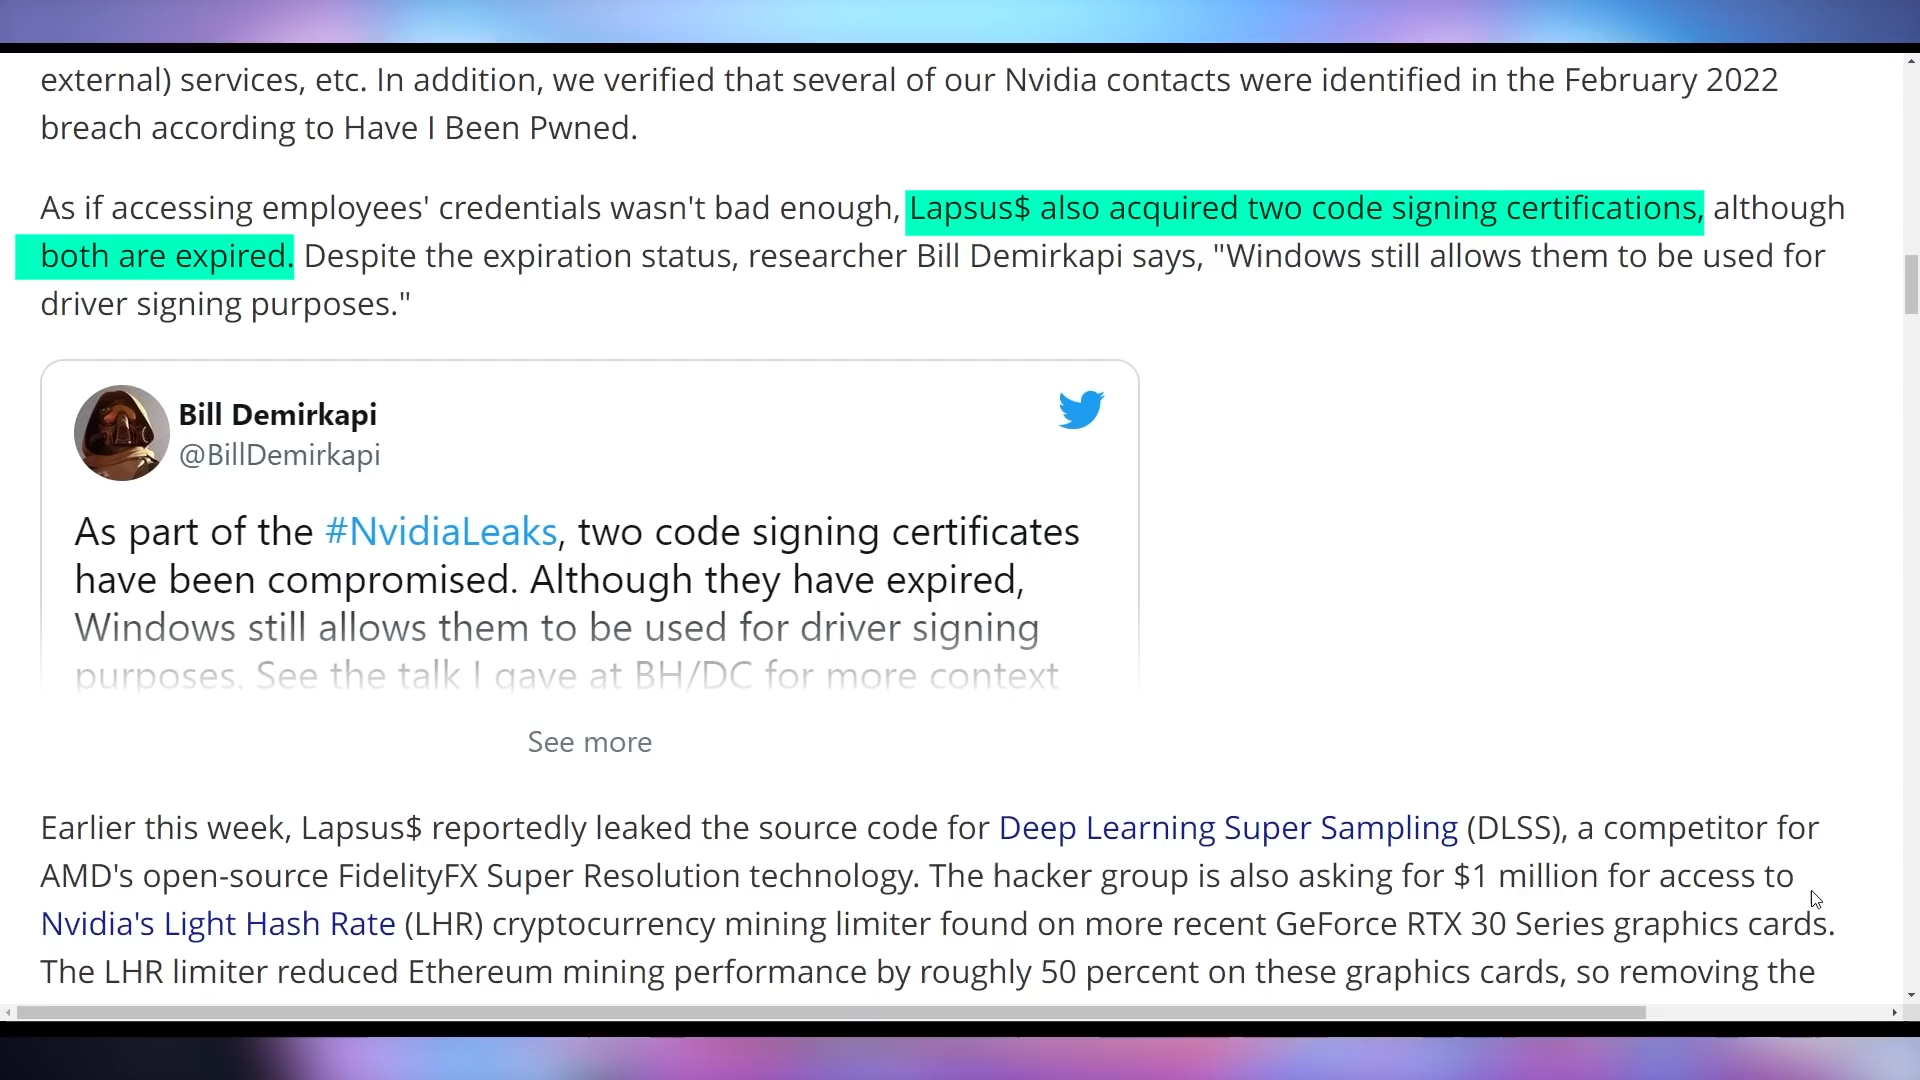 external) services, etc. In addition, we verified that several of our Nvidia contacts were identified in the February 2022
breach according to Have I Been Pwned.
As if accessing employees' credentials wasn't bad enough, Lapsus$ also acquired two code signing certifications, although
both are expired. Despite the expiration status, researcher Bill Demirkapi says, "Windows still allows them to be used for
driver signing purposes."
Bill Demirkapi
@BillDemirkapi
As part of the #NvidiaLeaks, two code signing certificates
have been compromised. Although they have expired,
Windows still allows them to be used for driver signing
purposes. See the talk I gave at BH/DC for more context
See more
Earlier this week, Lapsus$ reportedly leaked the source code for Deep Learning Super Sampling (DLSS), a competitor for
AMD's open-source FidelityFX Super Resolution technology. The hacker group is also asking for $1 million for access to
Nvidia's Light Hash Rate (LHR) cryptocurrency mining limiter found on more recent GeForce RTX 30 Series graphics cards.
The LHR limiter reduced Ethereum mining performance by roughly 50 percent on these graphics cards, so removing the